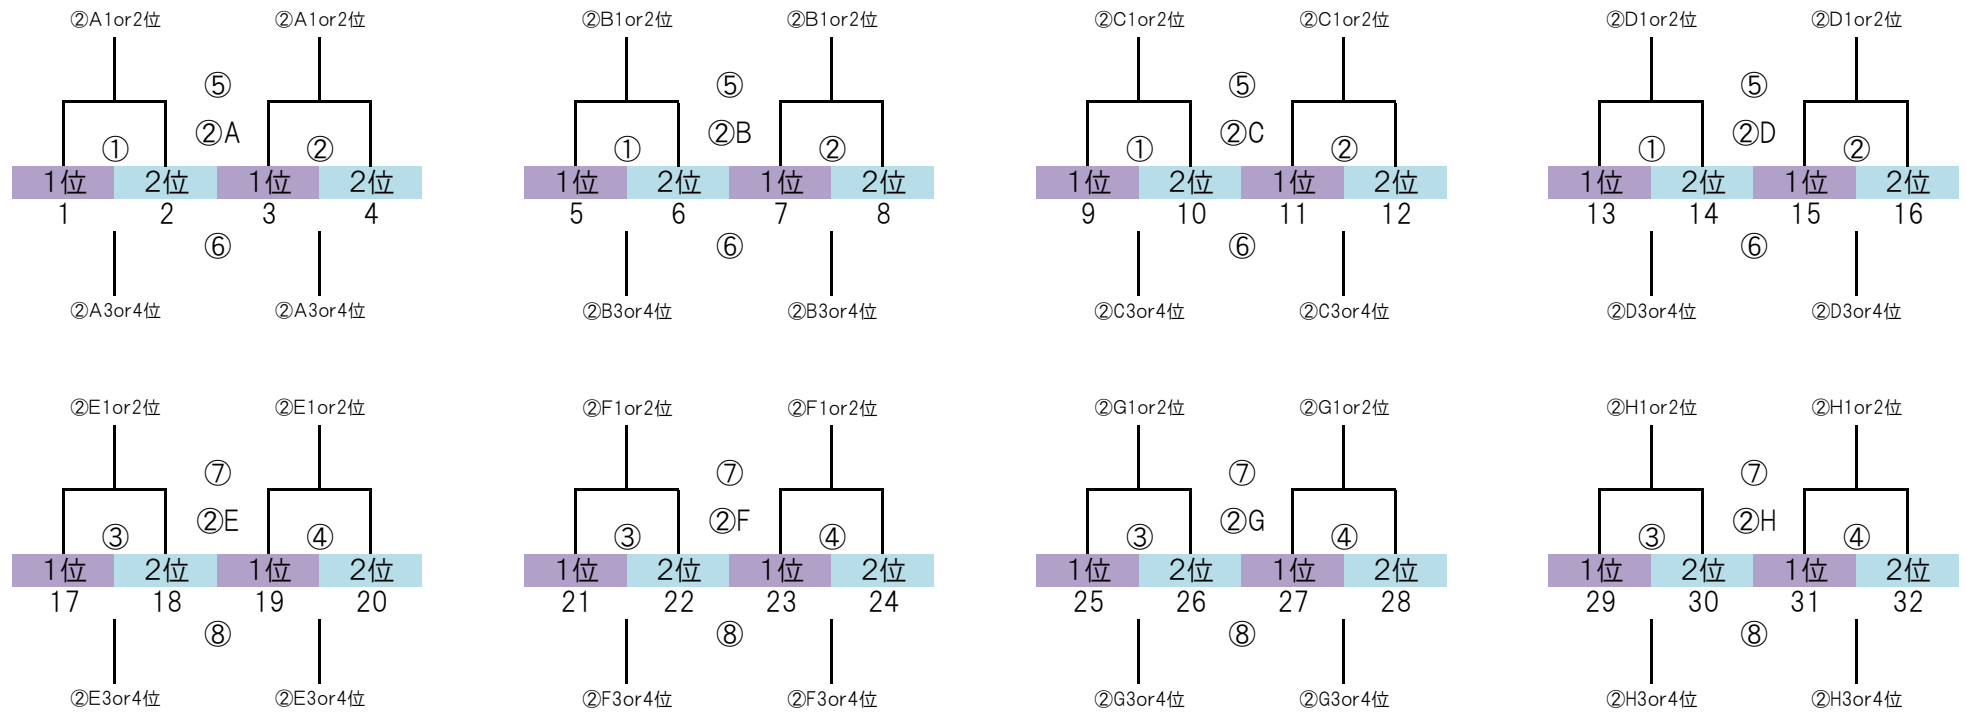 ②A1or2位 ②A1or2位 ②B1or2位 ②B1or2位 ②C1or2位 ②C1or2位 ②D1or2位 ②D1or2位
⑤ ⑤ ⑤ ⑤
②A ②B ②C ②D
① ② ① ② ① ② ① ②
1位 2位 1位 2位 1位 2位 1位 2位 1位 2位 1位 2位 1位 2位 1位 2位
1 2 3 4 5 6 7 8 9 10 11 12 13 14 15 16
⑥ ⑥ ⑥ ⑥
②A3or4位 ②A3or4位 ②B3or4位 ②B3or4位 ②C3or4位 ②C3or4位 ②D3or4位 ②D3or4位
②E1or2位 ②E1or2位 ②F1or2位 ②F1or2位 ②G1or2位 ②G1or2位 ②H1or2位 ②H1or2位
⑦ ⑦ ⑦ ⑦
②E ②F ②G ②H
③ ④ ③ ④ ③ ④ ③ ④
1位 2位 1位 2位 1位 2位 1位 2位 1位 2位 1位 2位 1位 2位 1位 2位
17 18 19 20 21 22 23 24 25 26 27 28 29 30 31 32
⑧ ⑧ ⑧ ⑧
②E3or4位 ②E3or4位 ②F3or4位 ②F3or4位 ②G3or4位 ②G3or4位 ②H3or4位 ②H3or4位